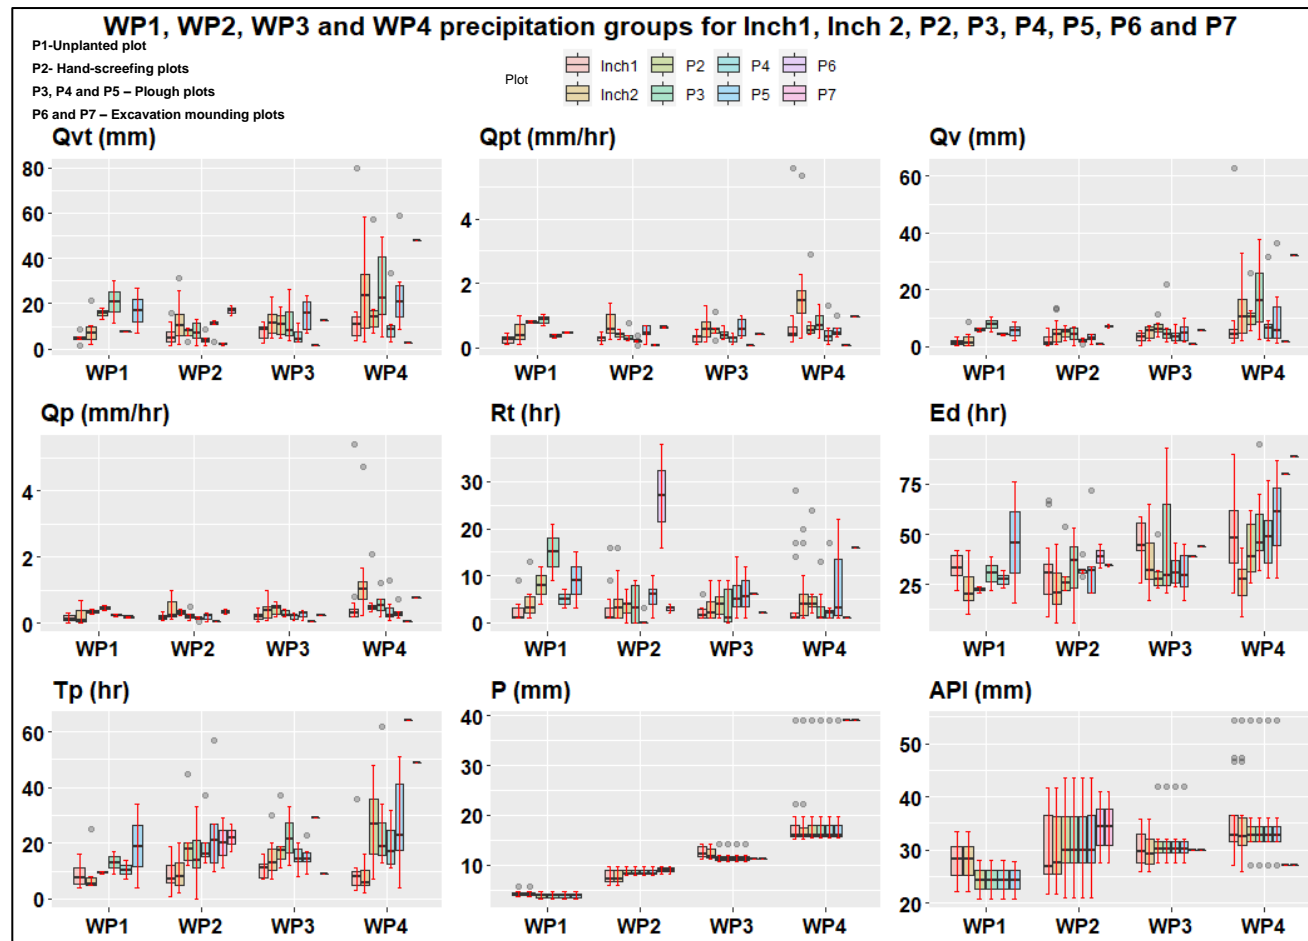 WP1, WP2, WP3 and WP4 precipitation groups for Inch1, Inch 2, P2, P3, P4, P5, P6 and P7
P1-Unplanted plot
P2- Hand-screefing plots
P3, P4 and P5 – Plough plots
P6 and P7 – Excavation mounding plots
Plot
Inch1 P2 P4 P6
Inch2 P3 P5 P7
Qvt (mm) Qpt (mm/hr) Qv (mm)
80
60
40
20
0
WP1 WP2 WP3 WP4
4
2
0
WP1 WP2 WP3 WP4
60
40
20
0
WP1 WP2 WP3 WP4
Qp (mm/hr) Rt (hr) Ed (hr)
4
2
0
WP1 WP2 WP3 WP4
30
20
10
0
WP1 WP2 WP3 WP4
75
50
25
WP1 WP2 WP3 WP4
Tp (hr) P (mm) API (mm)
60
40
20
0
WP1 WP2 WP3 WP4
40
30
20
10
WP1 WP2 WP3 WP4
50
40
30
20
WP1 WP2 WP3 WP4